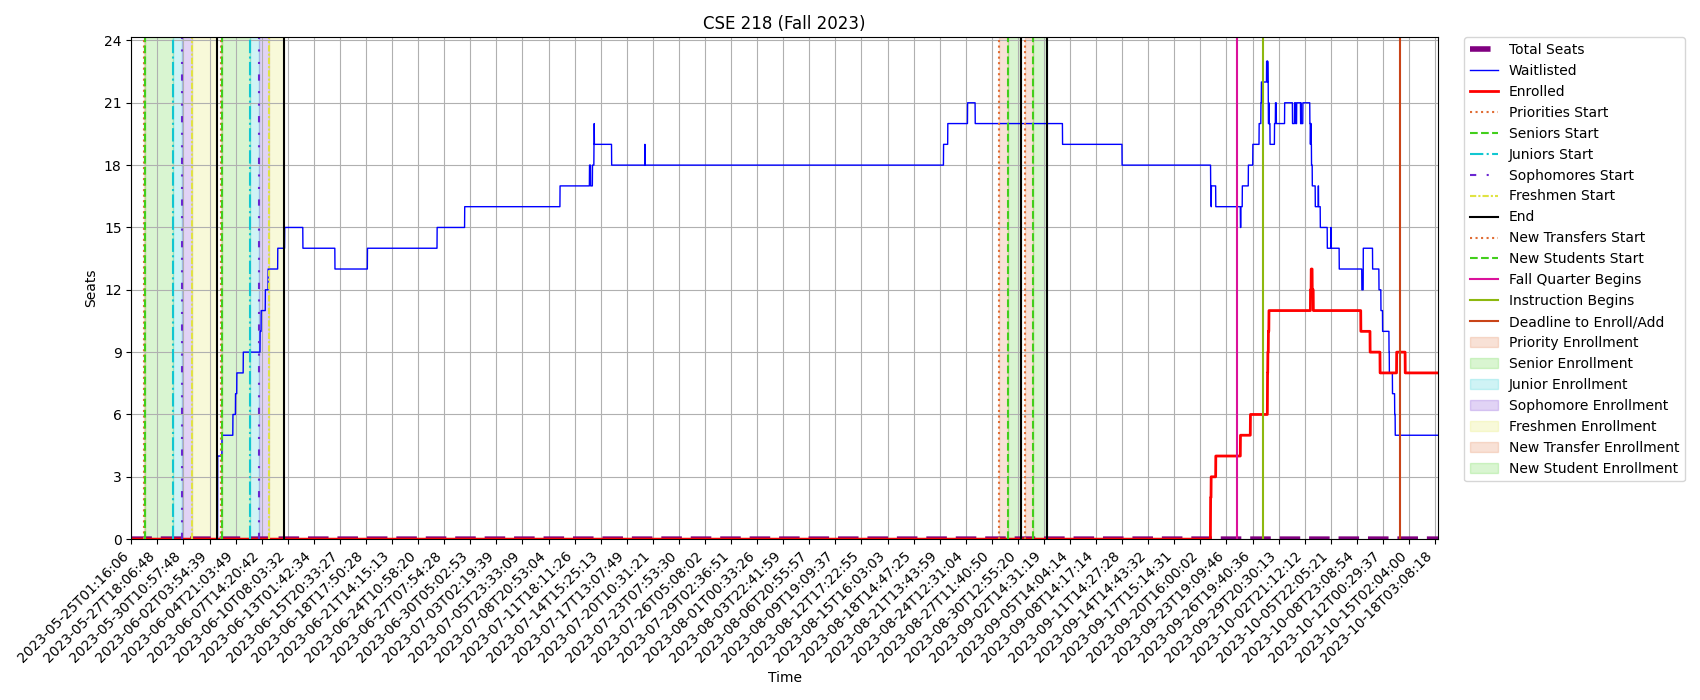 CSE 218 (Fall 2023)
Seats
24
21
18
15
12
9
6
3
0
2023-05-25T01:16:06
2023-05-27T18:06:48
2023-05-30T10:57:48
2023-06-02T03:54:39
2023-06-04T21:03:49
2023-06-07T14:20:42
2023-06-10T08:03:32
2023-06-13T01:42:34
2023-06-15T20:33:27
2023-06-18T17:50:28
2023-06-21T14:15:13
2023-06-24T10:58:20
2023-06-27T07:54:28
2023-06-30T05:02:53
2023-07-03T02:19:39
2023-07-05T23:33:09
2023-07-08T20:53:04
2023-07-11T18:11:26
2023-07-14T15:25:13
2023-07-17T13:07:49
2023-07-20T10:31:21
2023-07-23T07:53:30
2023-07-26T05:08:02
2023-07-29T02:36:51
2023-08-01T00:33:26
2023-08-03T22:41:59
2023-08-06T20:55:57
2023-08-09T19:09:37
2023-08-12T17:22:55
2023-08-15T16:03:03
2023-08-18T14:47:25
2023-08-21T13:43:59
2023-08-24T12:31:04
2023-08-27T11:40:50
2023-08-30T12:55:20
2023-09-02T14:31:19
2023-09-05T14:04:14
2023-09-08T14:17:14
2023-09-11T14:27:28
2023-09-14T14:43:32
2023-09-17T15:14:31
2023-09-20T16:00:02
2023-09-23T19:09:46
2023-09-26T19:40:36
2023-09-29T20:30:13
2023-10-02T21:12:12
2023-10-05T22:05:21
2023-10-08T23:08:54
2023-10-12T00:29:37
2023-10-15T02:04:00
2023-10-18T03:08:18
Time
Total Seats
Waitlisted
Enrolled
Priorities Start
Seniors Start
Juniors Start
Sophomores Start
Freshmen Start
End
New Transfers Start
New Students Start
Fall Quarter Begins
Instruction Begins
Deadline to Enroll/Add
Priority Enrollment
Senior Enrollment
Junior Enrollment
Sophomore Enrollment
Freshmen Enrollment
New Transfer Enrollment
New Student Enrollment